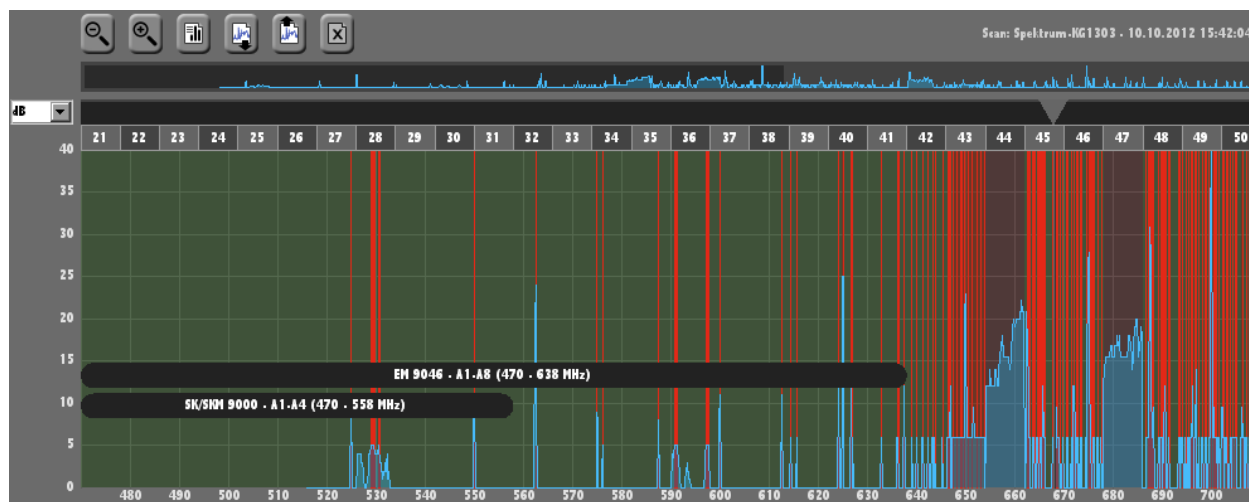 Scan: Spektrum-KG1303 - 10.10.2012 15:42:04
dB
21 22 23 24 25 26 27 28 29 30 31 32 33 34 35 36 37 38 39 40 41 42 43 44 45 46 47 48 49 50
40
35
30
25
20
15
EM 9046 - A1-A8 (470 - 638 MHz)
10
SK/SKM 9000 - A1-A4 (470 - 558 MHz)
5
0
480 490 500 510 520 530 540 550 560 570 580 590 600 610 620 630 640 650 660 670 680 690 700